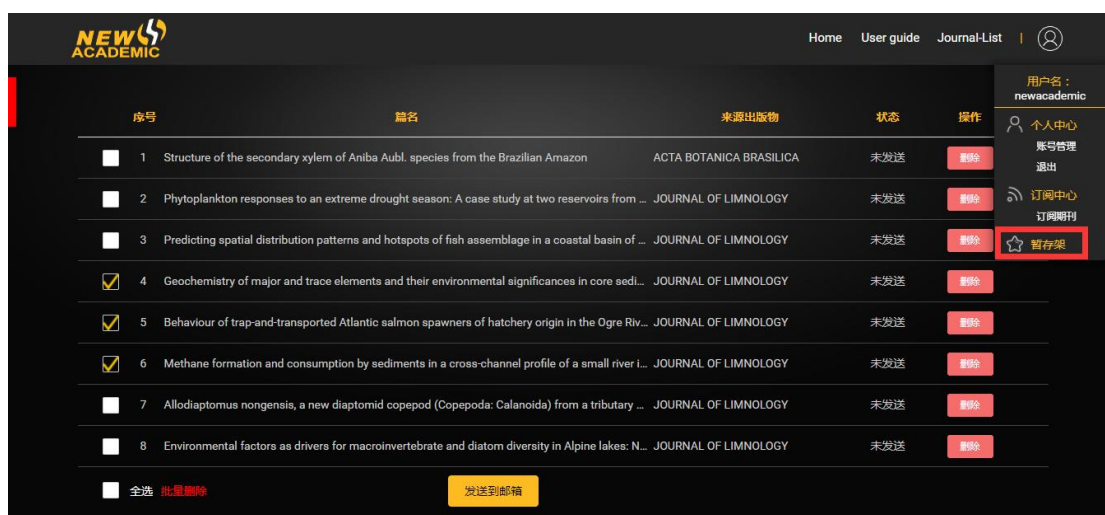 NEW
ACADEMIC
Home User guide Journal-List |
用户名：
newacademic
个人中心
账号管理
退出
订阅中心
订阅期刊
暂存架
序号 篇名 来源出版物 状态 操作
1 Structure of the secondary xylem of Aniba Aubl. species from the Brazilian Amazon ACTA BOTANICA BRASILICA 未发送 删除
2 Phytoplankton responses to an extreme drought season: A case study at two reservoirs from ... JOURNAL OF LIMNOLOGY 未发送 删除
3 Predicting spatial distribution patterns and hotspots of fish assemblage in a coastal basin of ... JOURNAL OF LIMNOLOGY 未发送 删除
4 Geochemistry of major and trace elements and their environmental significances in core sedi... JOURNAL OF LIMNOLOGY 未发送 删除
5 Behaviour of trap-and-transported Atlantic salmon spawners of hatchery origin in the Ogre Riv... JOURNAL OF LIMNOLOGY 未发送 删除
6 Methane formation and consumption by sediments in a cross-channel profile of a small river i... JOURNAL OF LIMNOLOGY 未发送 删除
7 Allodiaptomus nongensis, a new diaptomid copepod (Copepoda: Calanoida) from a tributary ... JOURNAL OF LIMNOLOGY 未发送 删除
8 Environmental factors as drivers for macroinvertebrate and diatom diversity in Alpine lakes: N... JOURNAL OF LIMNOLOGY 未发送 删除
全选 批量删除 发送到邮箱